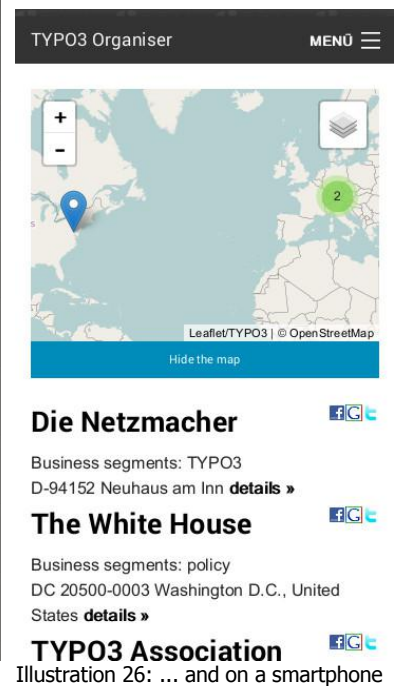 TYPO3 Organiser
MENÜ
+
-
2
Leaflet/TYPO3 | © OpenStreetMap
Hide the map
Die Netzmacher
Business segments: TYPO3
D-94152 Neuhaus am Inn details »
The White House
Business segments: policy
DC 20500-0003 Washington D.C., United
States details »
TYPO3 Association
Illustration 26: ... and on a smartphone